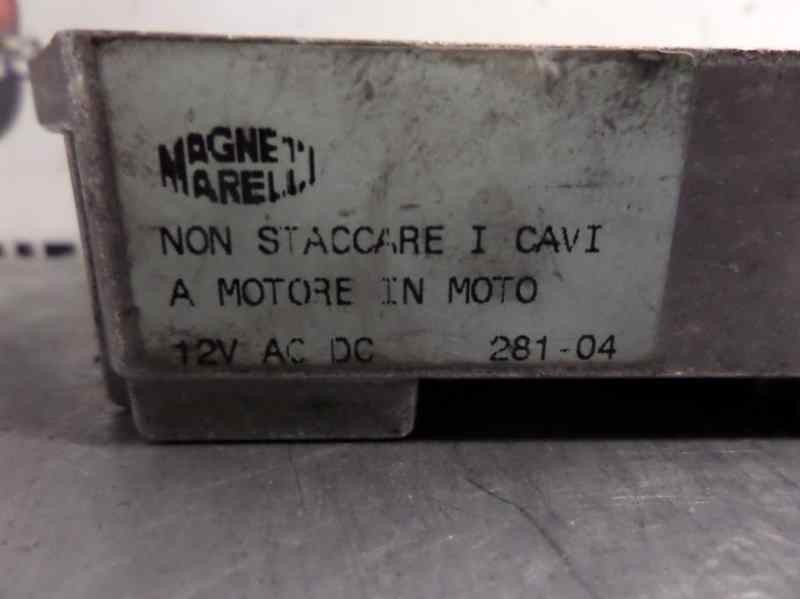 MAGNETI
MARELLI
NON STACCARE I CAVI
A MOTORE IN MOTO
12V AC DC 281-04